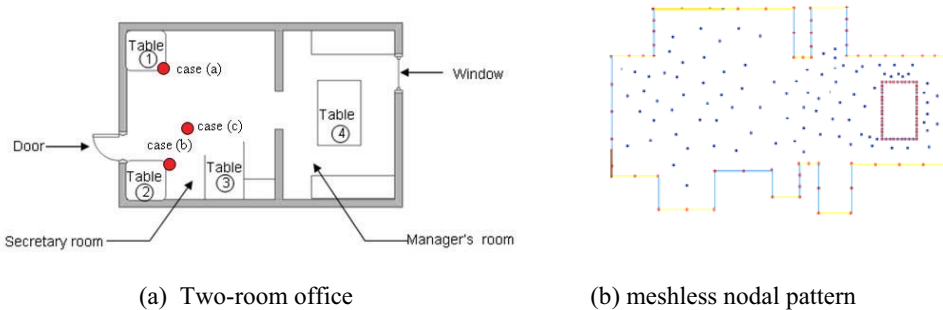 Table
1
case (a)
Window
Table
4
case (c)
case (b)
Door
Table
2
Table
3
Secretary room
Manager's room
(a) Two-room office
(b) meshless nodal pattern